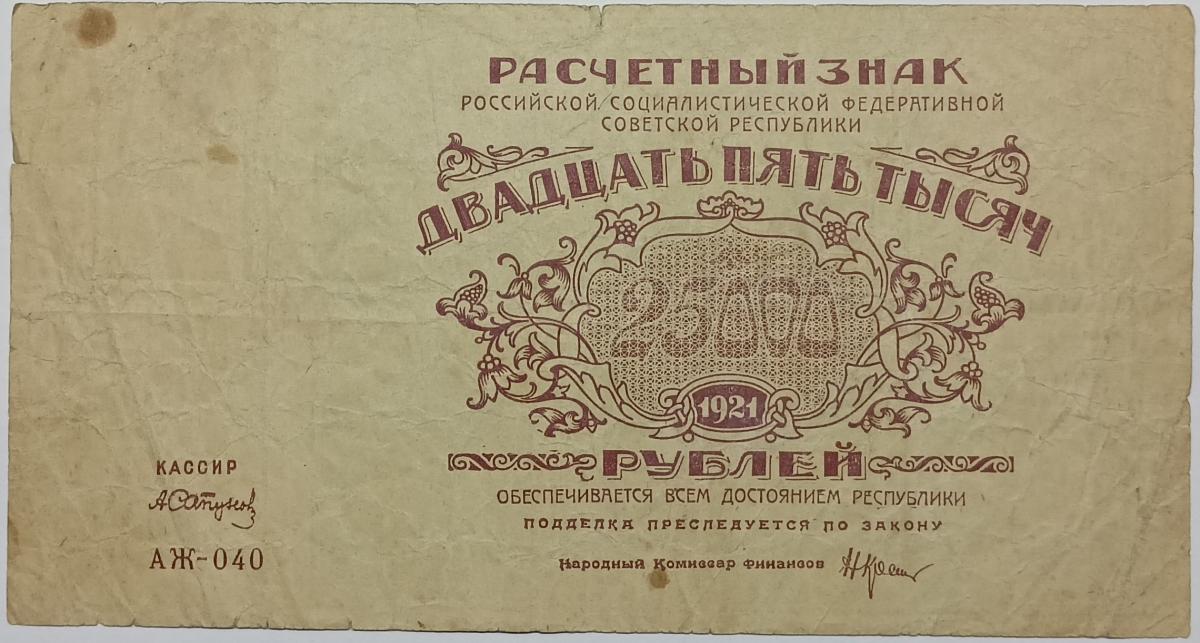 РАСЧЕТНЫЙ ЗНАК
РОССИЙСКОЙ СОЦИАЛИСТИЧЕСКОЙ ФЕДЕРАТИВНОЙ
СОВЕТСКОЙ РЕСПУБЛИКИ
ДВАДЦАТЬ ПЯТЬ ТЫСЯЧ
25000
1921
РУБЛЕЙ
ОБЕСПЕЧИВАЕТСЯ ВСЕМ ДОСТОЯНИЕМ РЕСПУБЛИКИ
ПОДДЕЛКА ПРЕСЛЕДУЕТСЯ ПО ЗАКОНУ
Народный Комиссар Финансов
КАССИР
АЖ-040